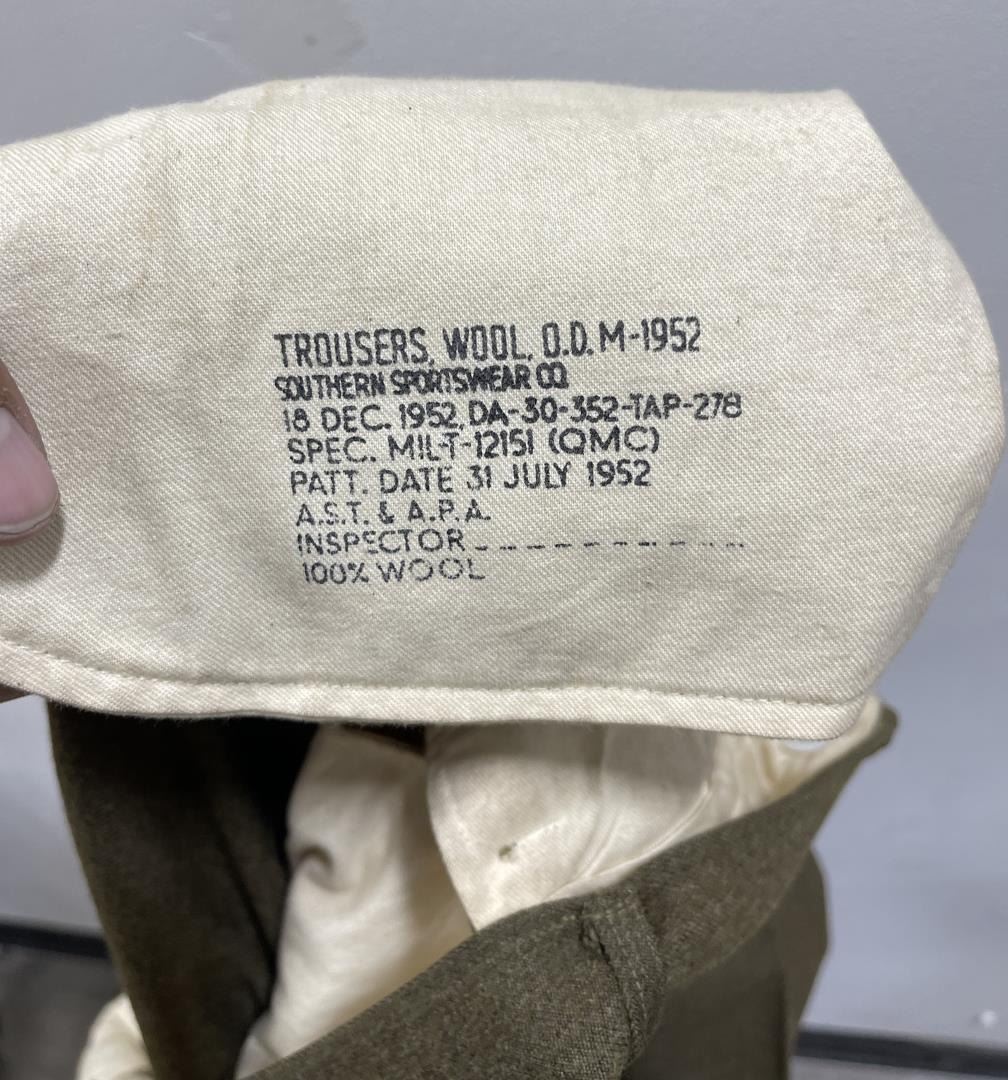 TROUSERS, WOOL, O.D. M-1952
SOUTHERN SPORTSWEAR CO.
18 DEC. 1952, DA-30-352-TAP-278
SPEC. MIL-T-12151 (QMC)
PATT. DATE 31 JULY 1952
A.S.T. & A.P.A.
INSPECTOR ___________
100% WOOL